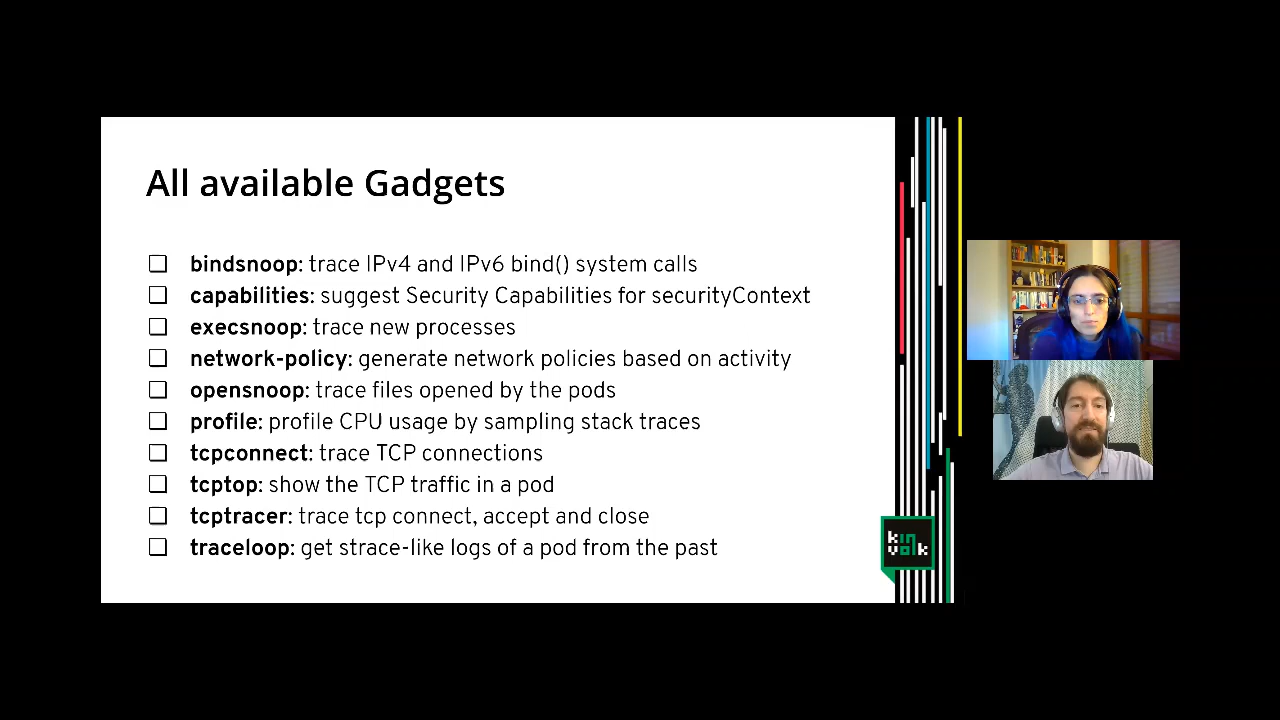 All available Gadgets
❏ bindsnoop: trace IPv4 and IPv6 bind() system calls
❏ capabilities: suggest Security Capabilities for securityContext
❏ execsnoop: trace new processes
❏ network-policy: generate network policies based on activity
❏ opensnoop: trace files opened by the pods
❏ profile: profile CPU usage by sampling stack traces
❏ tcpconnect: trace TCP connections
❏ tcptop: show the TCP traffic in a pod
❏ tcptracer: trace tcp connect, accept and close
❏ traceloop: get strace-like logs of a pod from the past
kin
volk